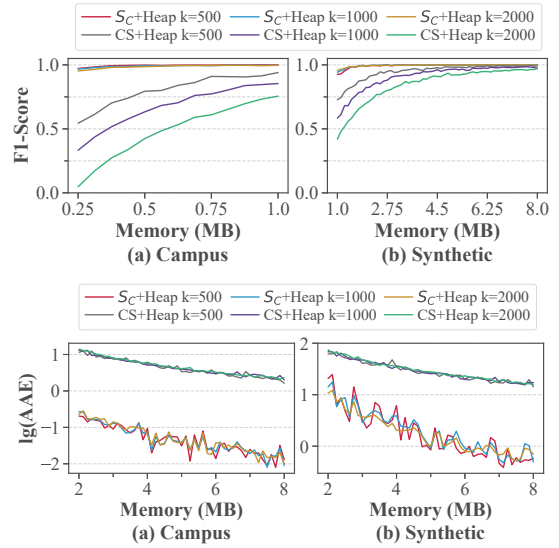 S_C+Heap k=500 S_C+Heap k=1000 S_C+Heap k=2000
CS+Heap k=500 CS+Heap k=1000 CS+Heap k=2000
F1-Score
1.0
0.5
0.0
0.25 0.5 0.75 1.0
Memory (MB)
(a) Campus
1.0
0.5
0.0
1.0 2.75 4.5 6.25 8.0
Memory (MB)
(b) Synthetic
S_C+Heap k=500 S_C+Heap k=1000 S_C+Heap k=2000
CS+Heap k=500 CS+Heap k=1000 CS+Heap k=2000
lg(AAE)
1
0
−1
−2
2 4 6 8
Memory (MB)
(a) Campus
2
1
0
2 4 6 8
Memory (MB)
(b) Synthetic